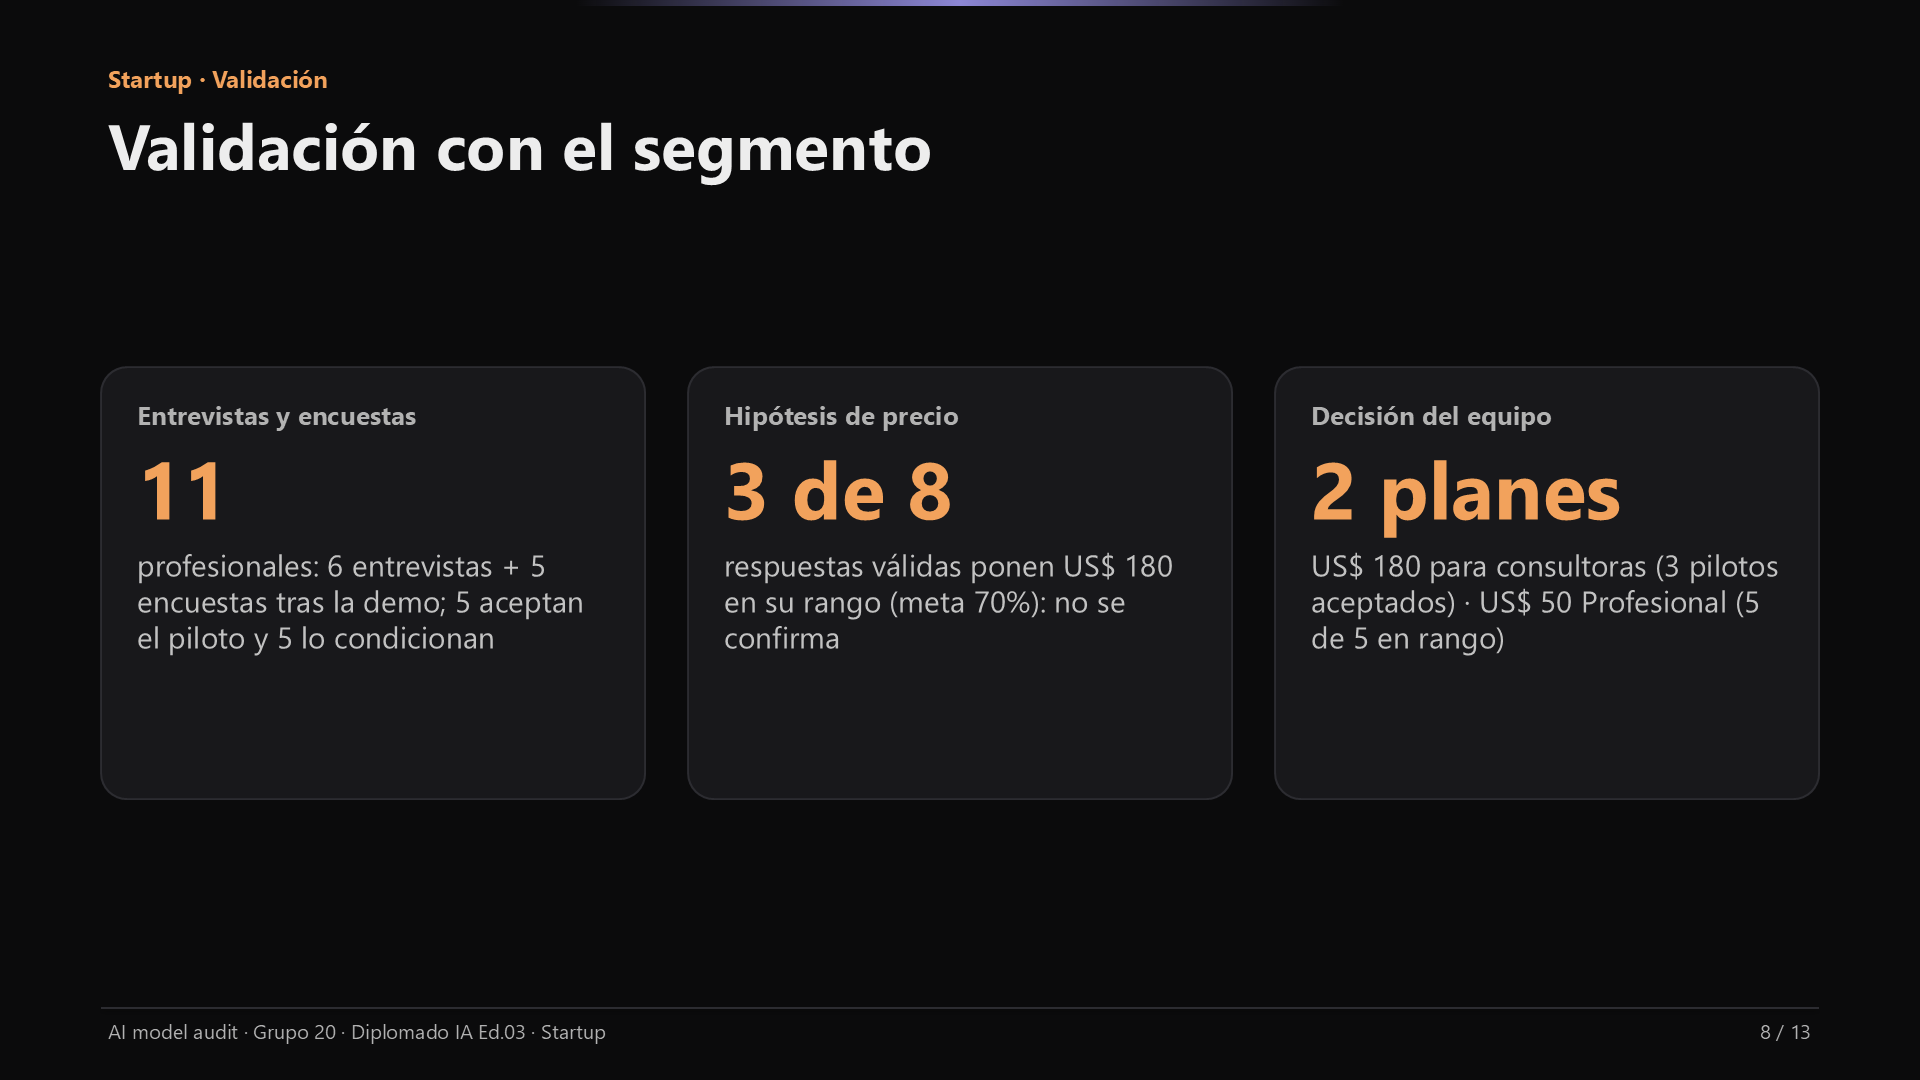 Startup · Validación
Validación con el segmento
Entrevistas y encuestas
11
profesionales: 6 entrevistas + 5
encuestas tras la demo; 5 aceptan
el piloto y 5 lo condicionan
Hipótesis de precio
3 de 8
respuestas válidas ponen US$ 180
en su rango (meta 70%): no se
confirma
Decisión del equipo
2 planes
US$ 180 para consultoras (3 pilotos
aceptados) · US$ 50 Profesional (5
de 5 en rango)
AI model audit · Grupo 20 · Diplomado IA Ed.03 · Startup
8 / 13